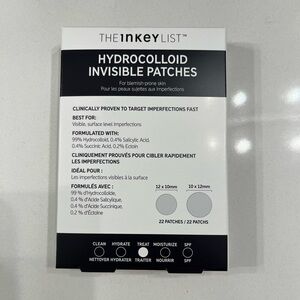 THE INKEY LIST™
HYDROCOLLOID
INVISIBLE PATCHES
For blemish-prone skin
Pour les peaux sujettes aux imperfections
CLINICALLY PROVEN TO TARGET IMPERFECTIONS FAST
BEST FOR:
Visible, surface level imperfections
FORMULATED WITH:
99% Hydrocolloid, 0.4% Salicylic Acid,
0.4% Succinic Acid, 0.2% Ectoin
CLINIQUEMENT PROUVÉS POUR CIBLER RAPIDEMENT
LES IMPERFECTIONS
IDÉAL POUR :
Les imperfections visibles à la surface
FORMULÉS AVEC :
99 % d'Hydrocolloïde,
0,4 % d'Acide Salicylique,
0,4 % d'Acide Succinique,
0,2 % d'Ectoïne
12 x 10mm
10 x 12mm
22 PATCHES / 22 PATCHS
CLEAN HYDRATE TREAT MOISTURIZE SPF
NETTOYER HYDRATER TRAITER NOURRIR SPF